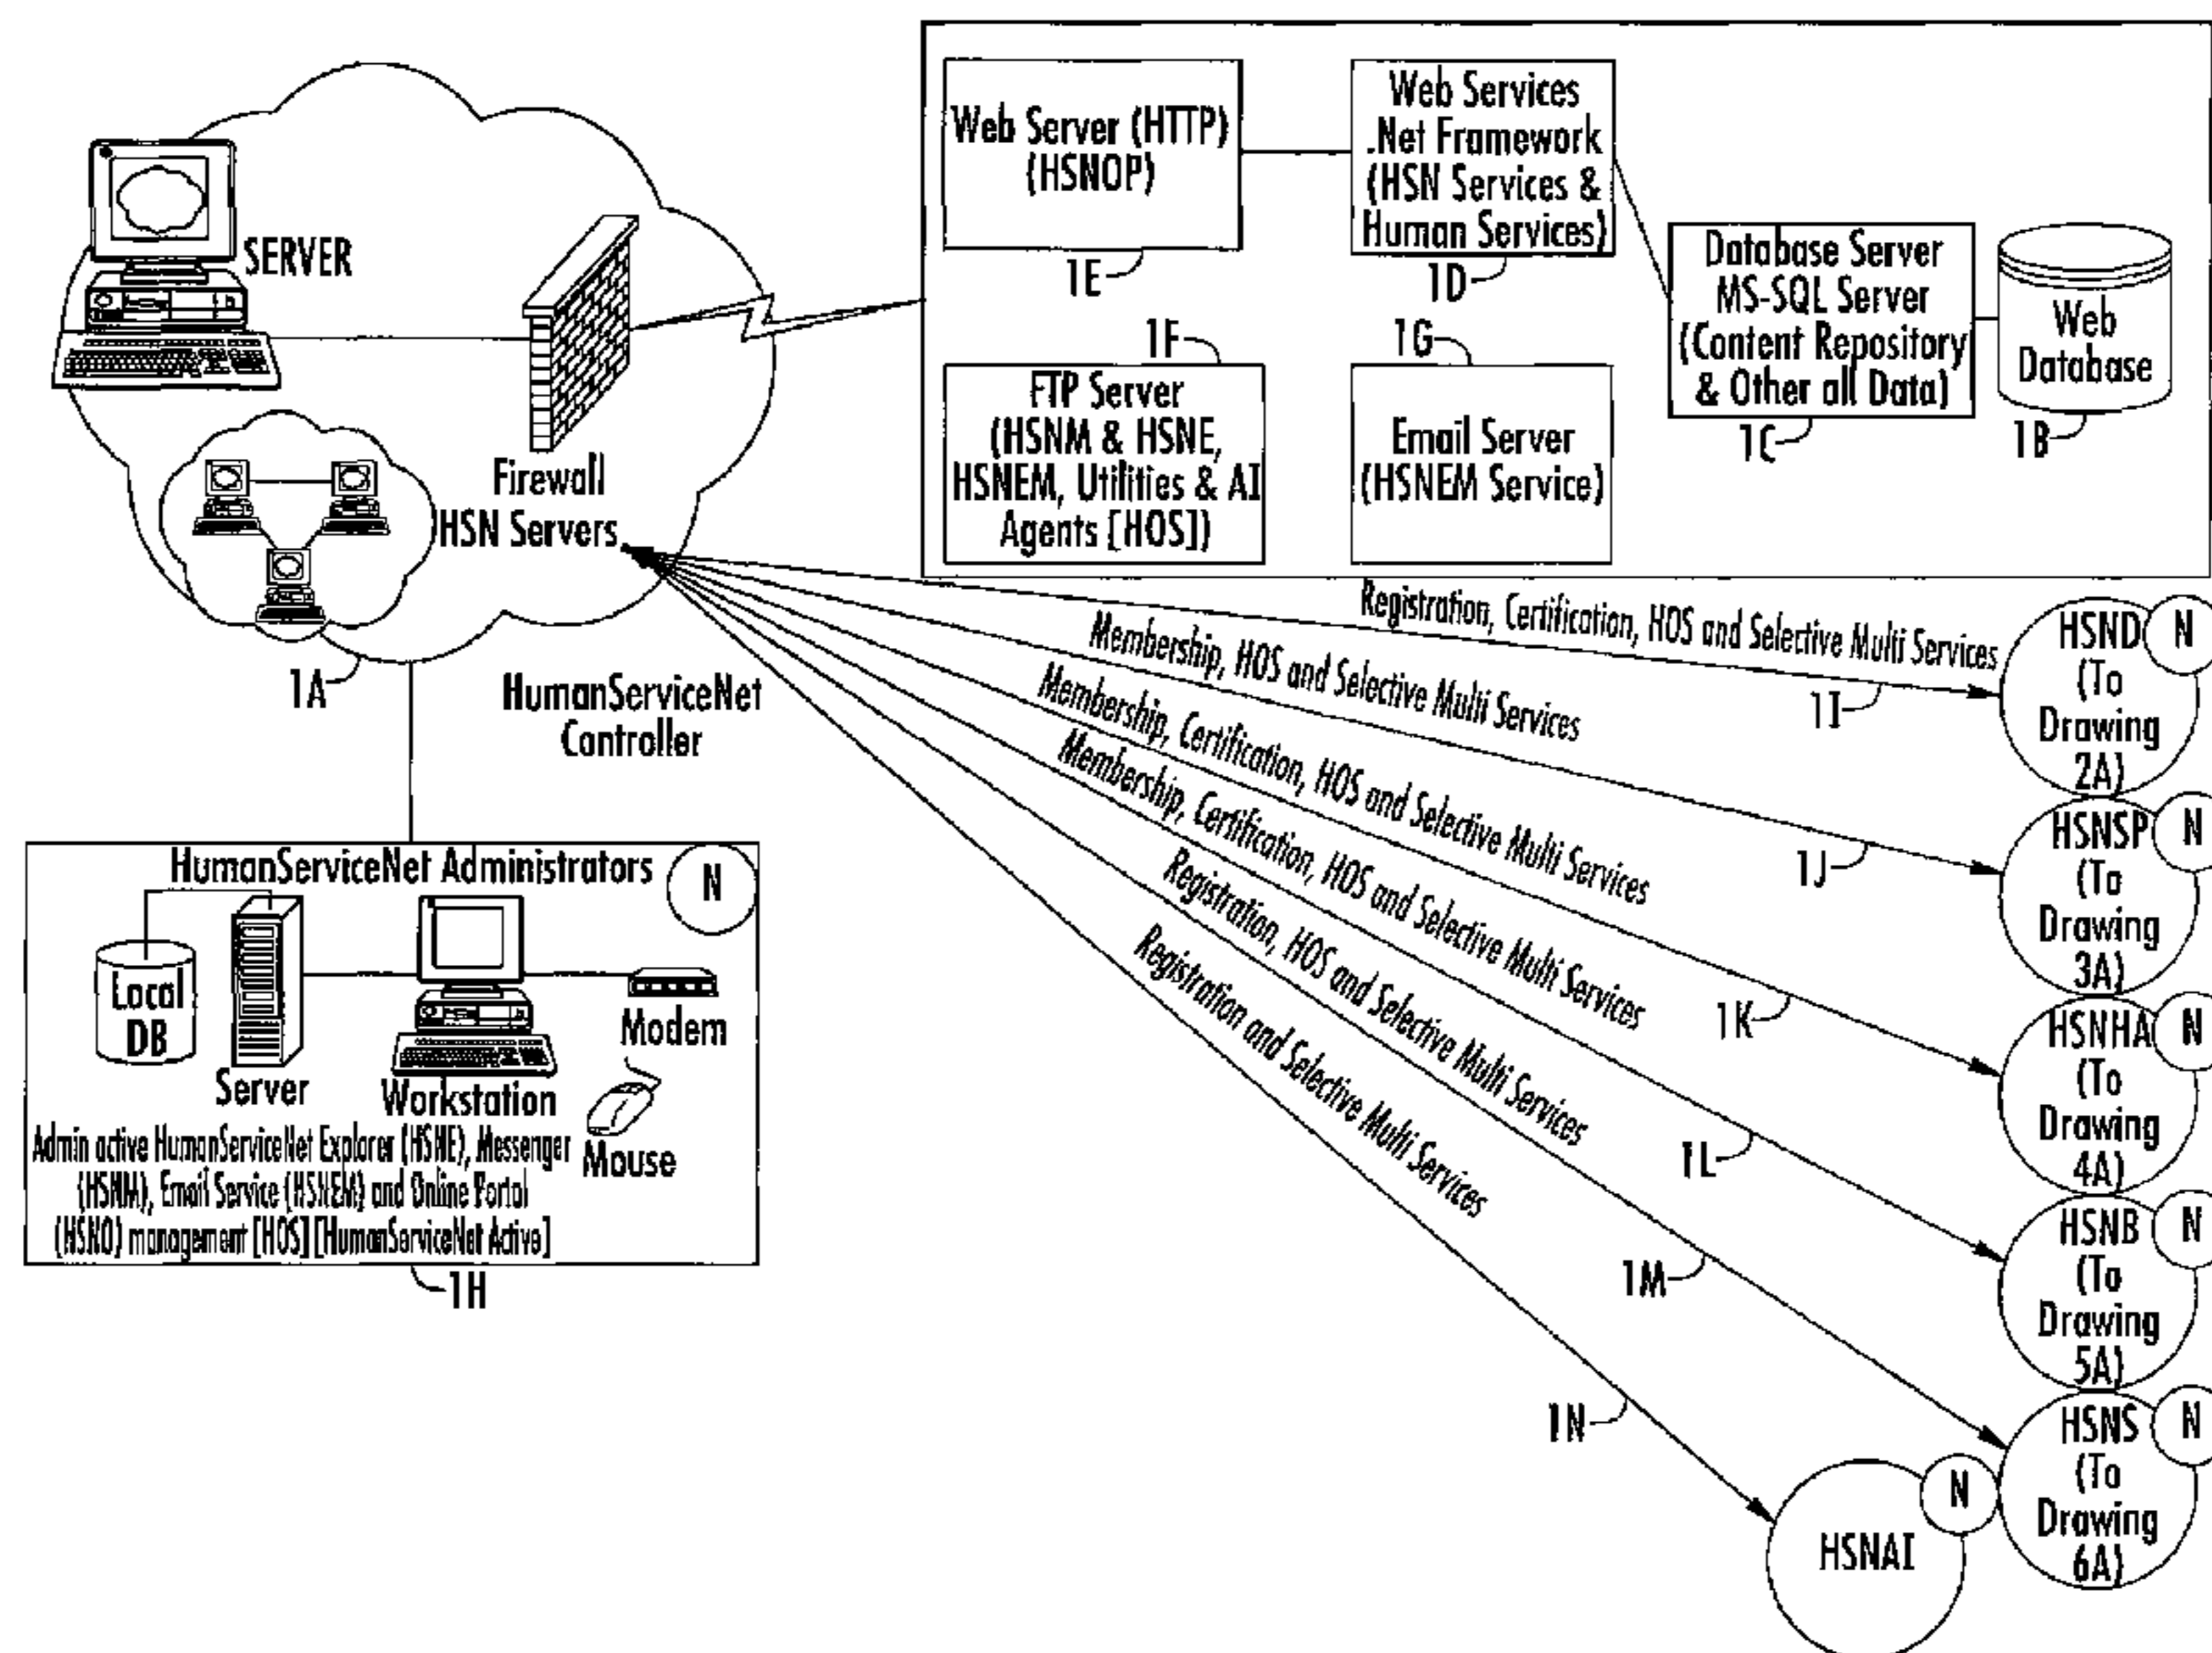 SERVER
Firewall
HSN Servers
1A
HumanServiceNet
Controller
Web Server (HTTP)
(HSNOP)
1E
Web Services
.Net Framework
(HSN Services &
Human Services)
1D
Database Server
MS-SQL Server
(Content Repository
& Other all Data)
1C
Web
Database
1B
1F
FTP Server
(HSNM & HSNE,
HSNEM, Utilities & AI
Agents [HOS])
1G
Email Server
(HSNEM Service)
Registration, Certification, HOS and Selective Multi Services
1I
Membership, HOS and Selective Multi Services
1J
Membership, Certification, HOS and Selective Multi Services
1K
Membership, Certification, HOS and Selective Multi Services
1L
Registration, HOS and Selective Multi Services
1M
Registration and Selective Multi Services
1N
HSND
(To
Drawing
2A)
N
HSNSP
(To
Drawing
3A)
N
HSNHA
(To
Drawing
4A)
N
HSNB
(To
Drawing
5A)
N
HSNS
(To
Drawing
6A)
N
HSNAI
N
HumanServiceNet Administrators
N
Local
DB
Server
Workstation
Modem
Mouse
Admin active HumanServiceNet Explorer (HSNE), Messenger
(HSNM), Email Service (HSNEM) and Online Portal
(HSNO) management [HOS] [HumanServiceNet Active]
1H